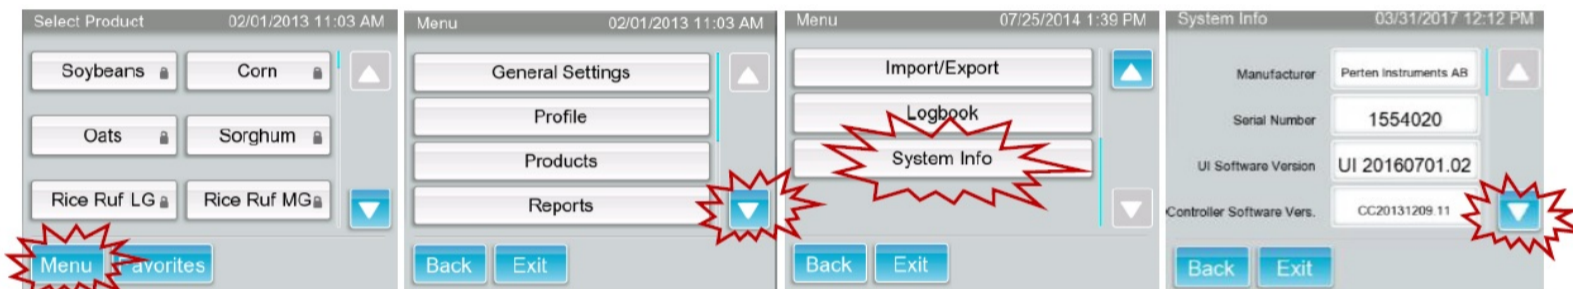 Select Product 02/01/2013 11:03 AM
Soybeans Corn
Oats Sorghum
Rice Ruf LG Rice Ruf MG
Menu Favorites
Menu 02/01/2013 11:03 AM
General Settings
Profile
Products
Reports
Back Exit
Menu 07/25/2014 1:39 PM
Import/Export
Logbook
System Info
Back Exit
System Info 03/31/2017 12:12 PM
Manufacturer Perten Instruments AB
Serial Number 1554020
UI Software Version UI 20160701.02
Controller Software Vers. CC20131209.11
Back Exit